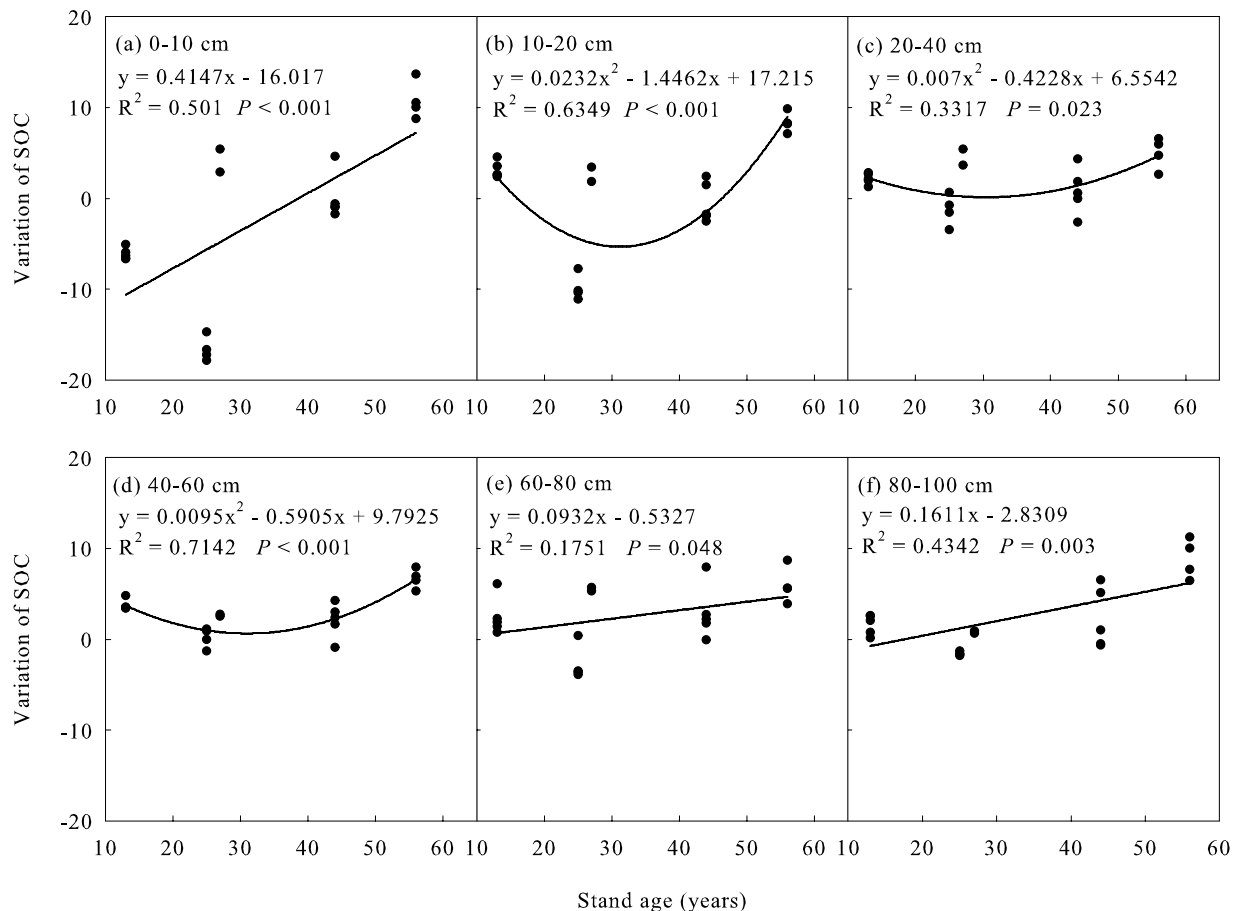 (a) 0-10 cm
y = 0.4147x - 16.017
R² = 0.501 P < 0.001
(b) 10-20 cm
y = 0.0232x² - 1.4462x + 17.215
R² = 0.6349 P < 0.001
(c) 20-40 cm
y = 0.007x² - 0.4228x + 6.5542
R² = 0.3317 P = 0.023
20
10
0
-10
-20
Variation of SOC
10 20 30 40 50 60
10 20 30 40 50 60
10 20 30 40 50 60
(d) 40-60 cm
y = 0.0095x² - 0.5905x + 9.7925
R² = 0.7142 P < 0.001
(e) 60-80 cm
y = 0.0932x - 0.5327
R² = 0.1751 P = 0.048
(f) 80-100 cm
y = 0.1611x - 2.8309
R² = 0.4342 P = 0.003
20
10
0
-10
-20
Variation of SOC
10 20 30 40 50 60
10 20 30 40 50 60
10 20 30 40 50 60
Stand age (years)